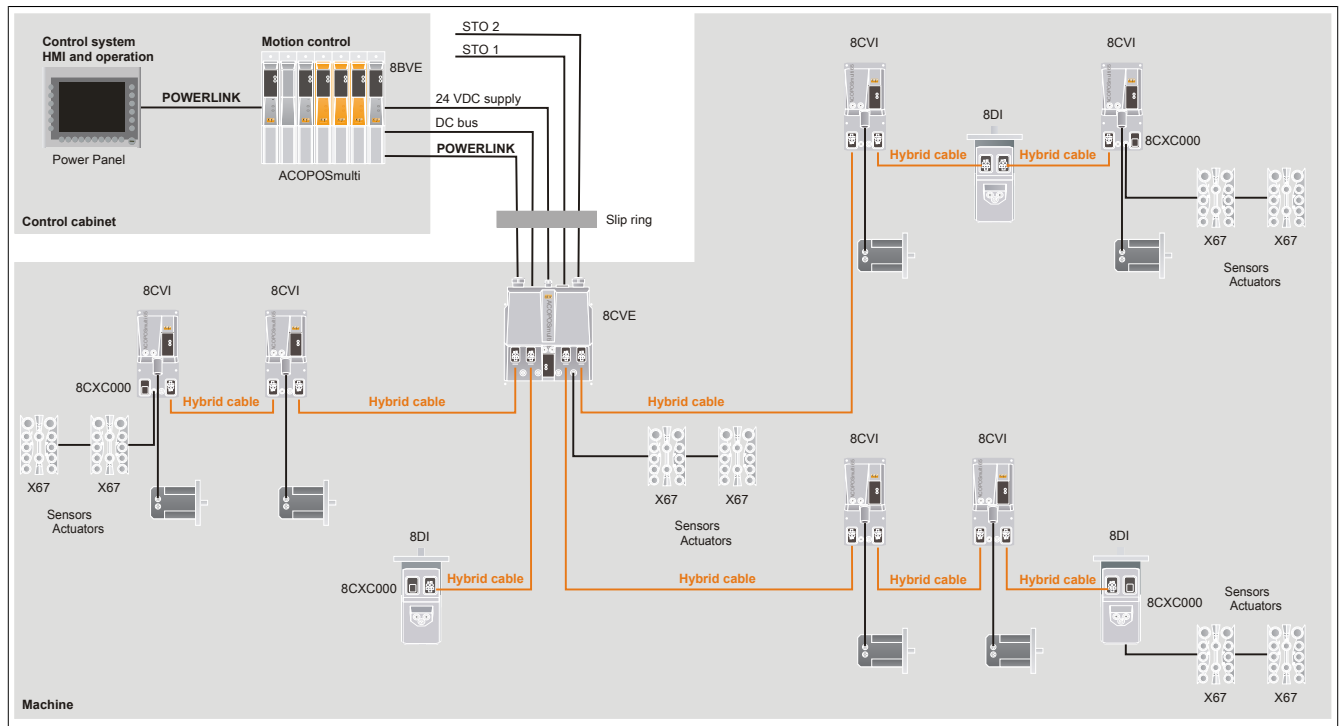 Control system
HMI and operation
Motion control
8BVE
POWERLINK
Power Panel
ACOPOSmulti
Control cabinet
STO 2
STO 1
24 VDC supply
DC bus
POWERLINK
Slip ring
8CVI
8CVI
8DI
8CXC000
Hybrid cable
Hybrid cable
X67
X67
Sensors
Actuators
8CVI
8CVI
8CVE
ACOPOSmulti
8CXC000
Hybrid cable
Hybrid cable
Hybrid cable
X67
X67
Sensors
Actuators
X67
X67
Sensors
Actuators
8CVI
8CVI
8DI
8CXC000
Hybrid cable
Hybrid cable
Hybrid cable
Hybrid cable
8DI
8CXC000
Sensors
Actuators
X67
X67
Machine